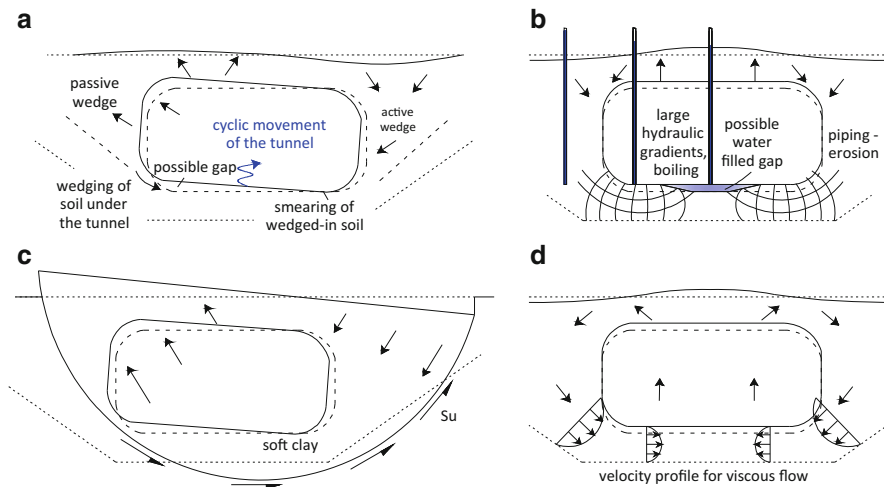 a
passive
wedge
cyclic movement
of the tunnel
active
wedge
possible gap
wedging of
soil under
the tunnel
smearing of
wedged-in soil
b
large
hydraulic
gradients,
boiling
possible
water
filled gap
piping -
erosion
c
Su
soft clay
d
velocity profile for viscous flow